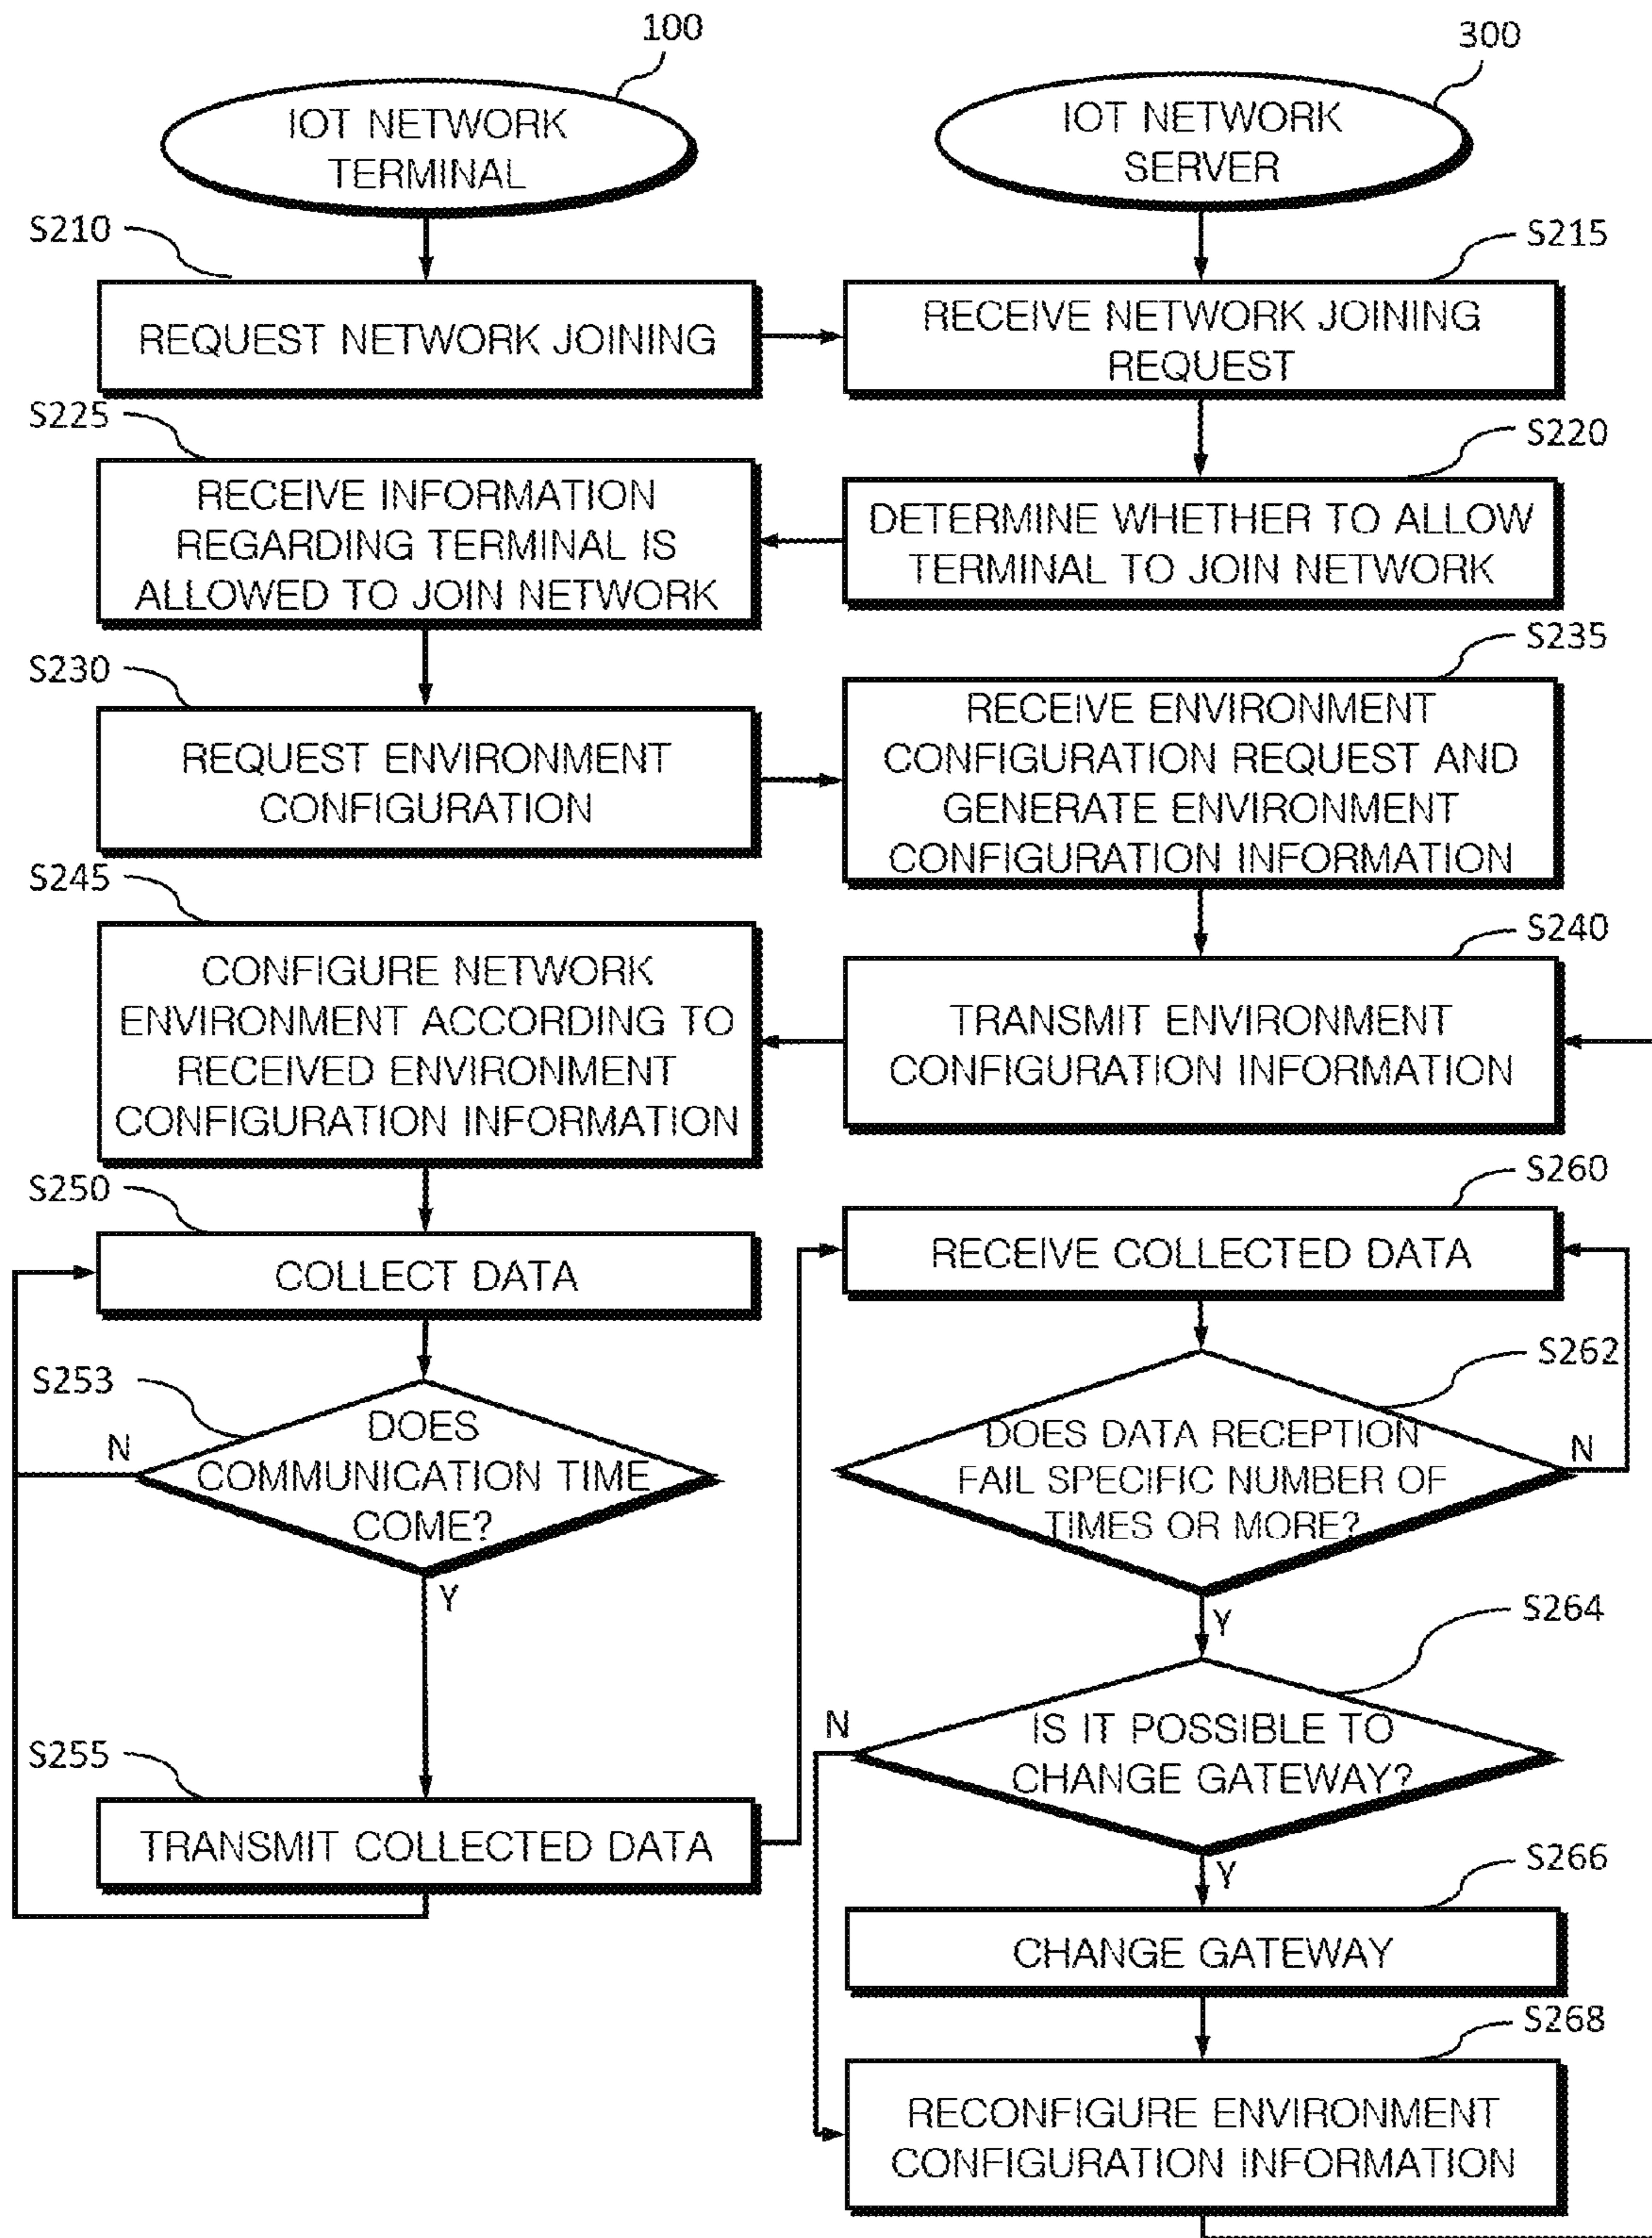 100
300
IOT NETWORK
TERMINAL
IOT NETWORK
SERVER
S210
S215
REQUEST NETWORK JOINING
RECEIVE NETWORK JOINING
REQUEST
S225
S220
RECEIVE INFORMATION
REGARDING TERMINAL IS
ALLOWED TO JOIN NETWORK
DETERMINE WHETHER TO ALLOW
TERMINAL TO JOIN NETWORK
S230
S235
REQUEST ENVIRONMENT
CONFIGURATION
RECEIVE ENVIRONMENT
CONFIGURATION REQUEST AND
GENERATE ENVIRONMENT
CONFIGURATION INFORMATION
S245
S240
CONFIGURE NETWORK
ENVIRONMENT ACCORDING TO
RECEIVED ENVIRONMENT
CONFIGURATION INFORMATION
TRANSMIT ENVIRONMENT
CONFIGURATION INFORMATION
S250
S260
COLLECT DATA
RECEIVE COLLECTED DATA
S253
S262
N
DOES
COMMUNICATION TIME
COME?
Y
DOES DATA RECEPTION
FAIL SPECIFIC NUMBER OF
TIMES OR MORE?
N
Y
S264
N
IS IT POSSIBLE TO
CHANGE GATEWAY?
Y
S255
TRANSMIT COLLECTED DATA
S266
CHANGE GATEWAY
S268
RECONFIGURE ENVIRONMENT
CONFIGURATION INFORMATION